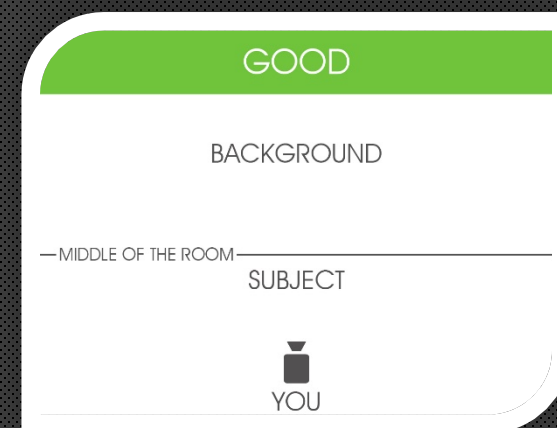 GOOD
BACKGROUND
MIDDLE OF THE ROOM
SUBJECT
YOU